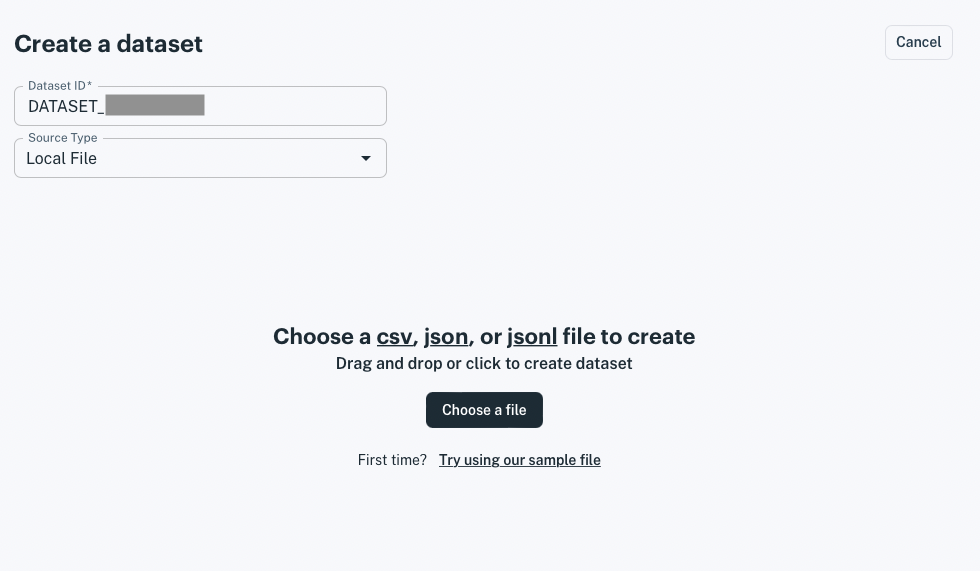 Create a dataset
Cancel
Dataset ID*
DATASET_
Source Type
Local File
Choose a csv, json, or jsonl file to create
Drag and drop or click to create dataset
Choose a file
First time? Try using our sample file